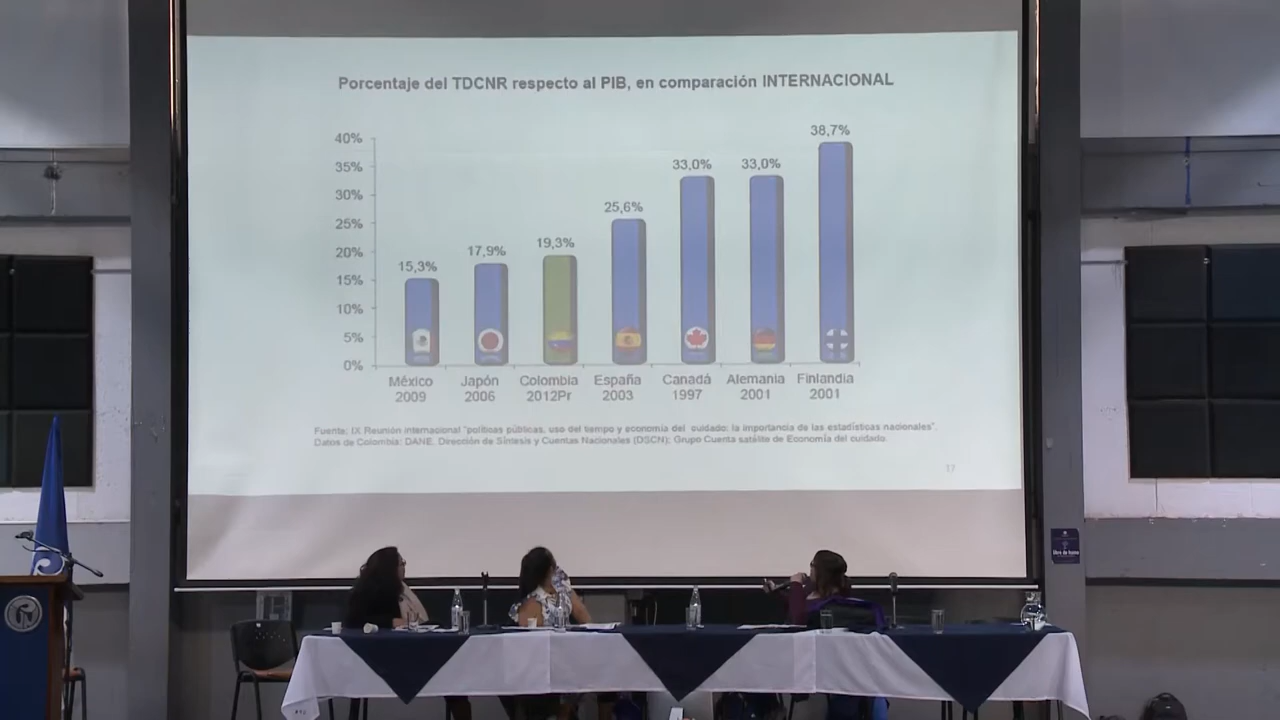 Porcentaje del TDCNR respecto al PIB, en comparación INTERNACIONAL
40%
35%
30%
25%
20%
15%
10%
5%
0%
15,3%
17,9%
19,3%
25,6%
33,0%
33,0%
38,7%
México
2009
Japón
2006
Colombia
2012Pr
España
2003
Canadá
1997
Alemania
2001
Finlandia
2001
Fuente: IX Reunión internacional "políticas públicas, uso del tiempo y economía del cuidado: la importancia de las estadísticas nacionales".
Datos de Colombia: DANE, Dirección de Síntesis y Cuentas Nacionales (DSCN); Grupo Cuenta satélite de Economía del cuidado.
17
libre de humo